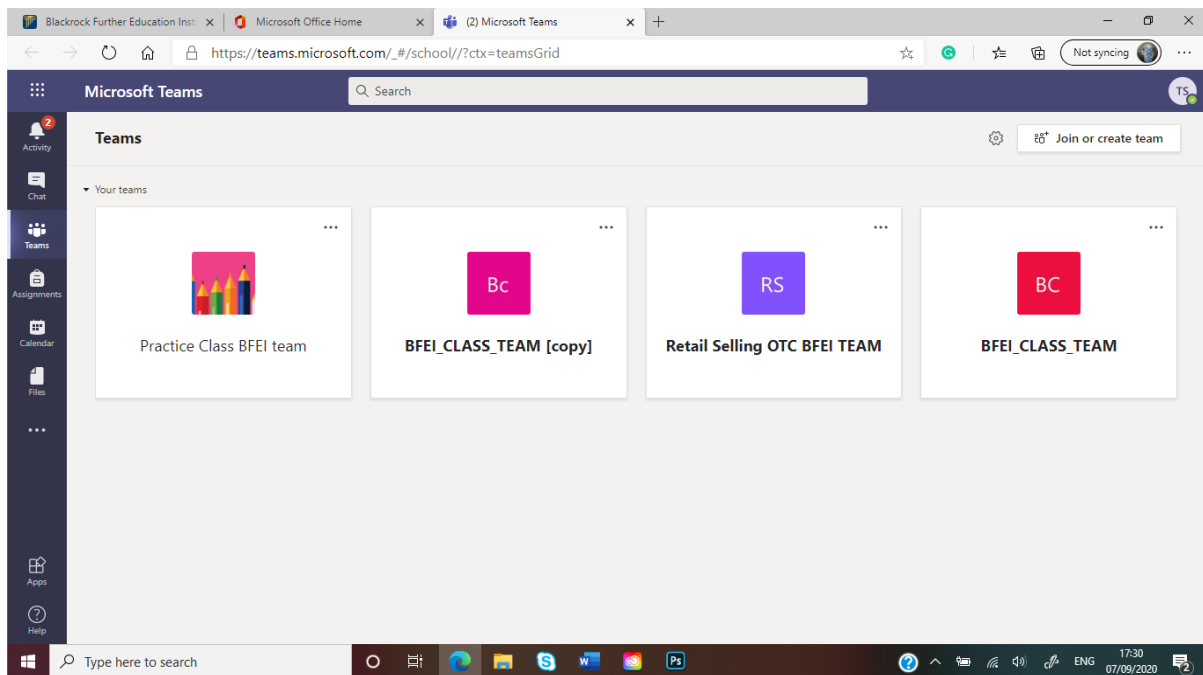 Blackrock Further Education Insti
Microsoft Office Home
(2) Microsoft Teams
https://teams.microsoft.com/_#/school//?ctx=teamsGrid
Not syncing
Microsoft Teams
Search
TS
2
Activity
Teams
Join or create team
Chat
Your teams
Teams
Bc
RS
BC
Assignments
Practice Class BFEI team
BFEI_CLASS_TEAM [copy]
Retail Selling OTC BFEI TEAM
BFEI_CLASS_TEAM
Calendar
Files
Apps
Help
Type here to search
W
Ps
ENG
17:30
07/09/2020
2